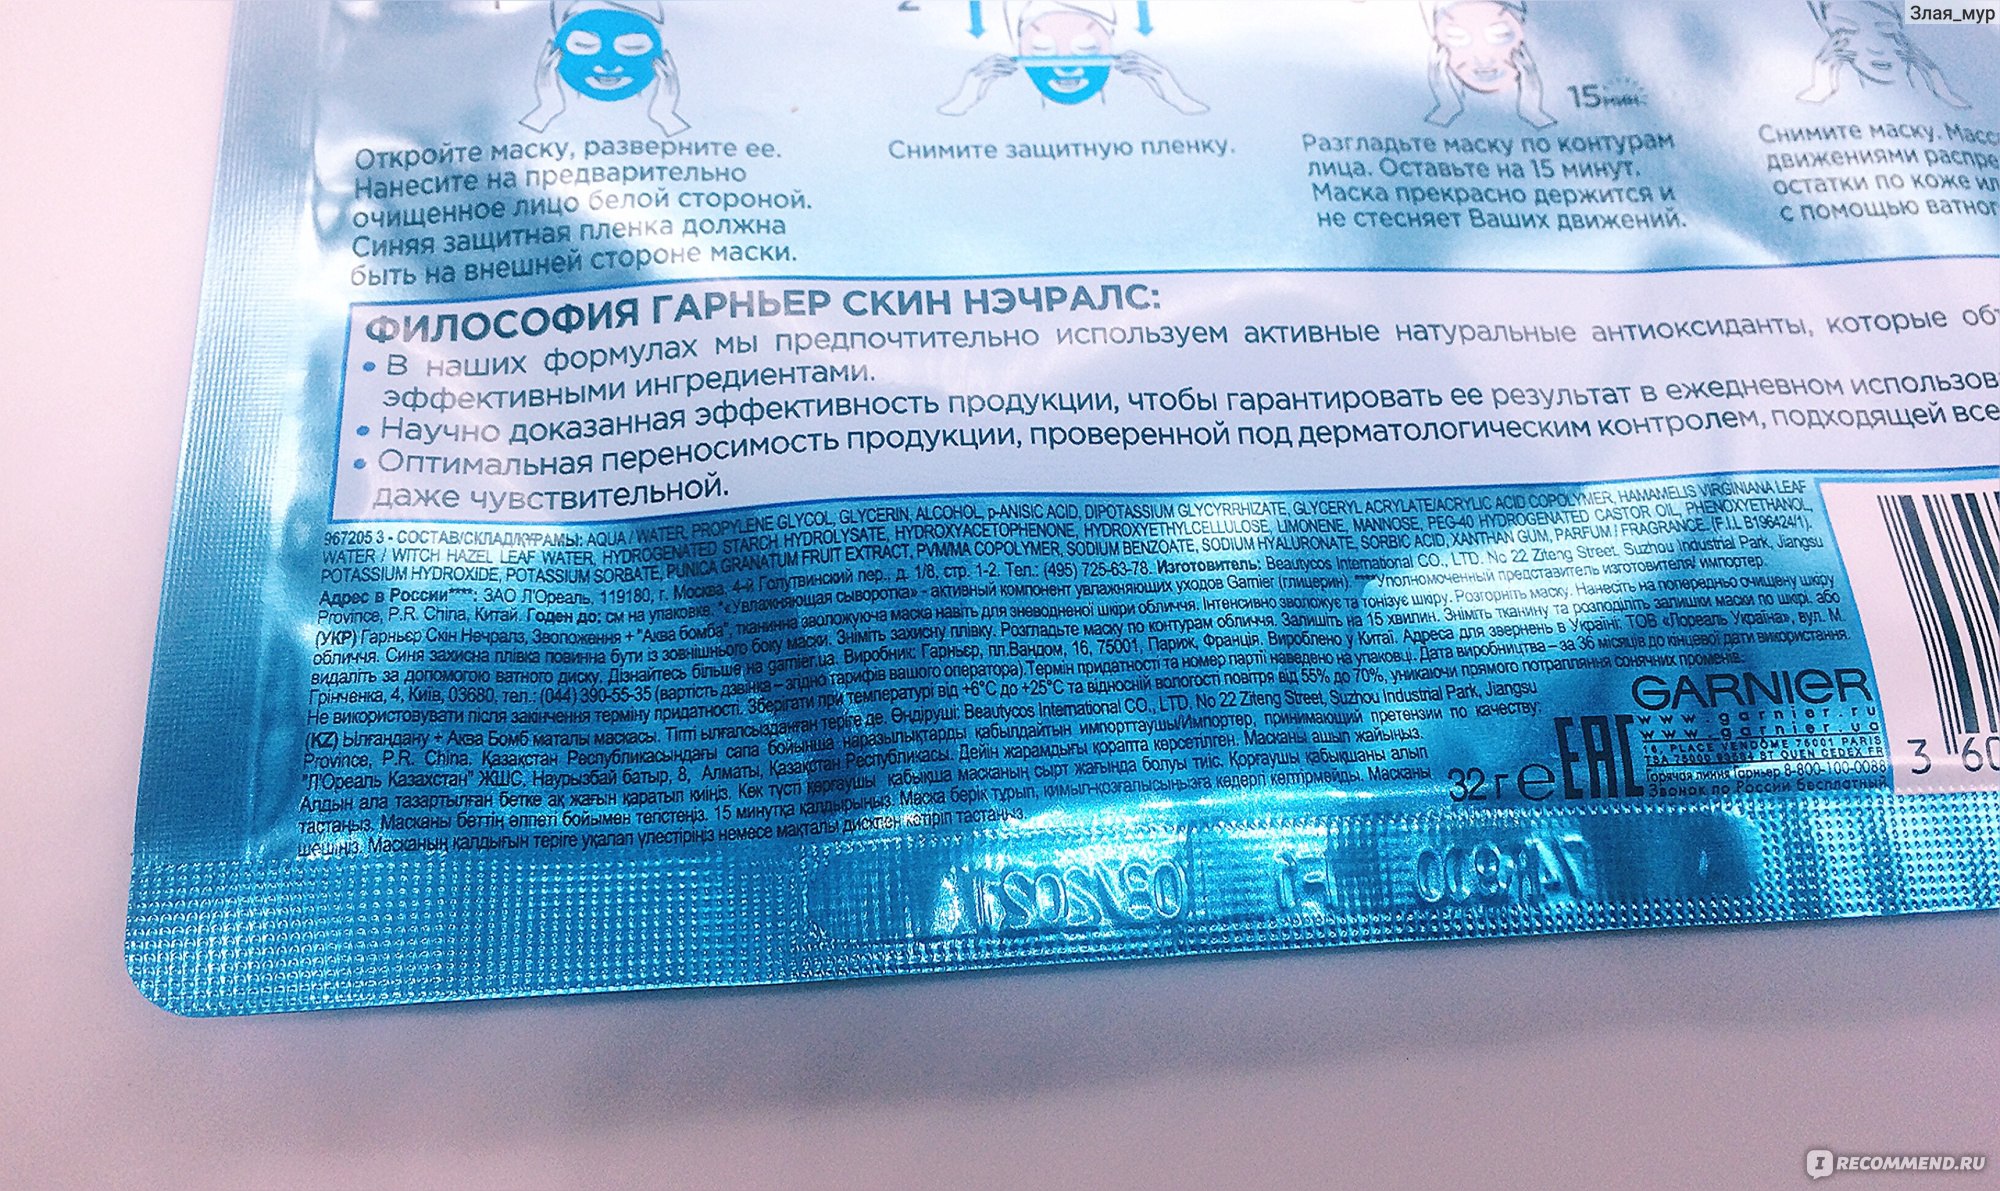 Злая_мур
2
15 мин.
Откройте маску, разверните ее.
Нанесите на предварительно
очищенное лицо белой стороной.
Синяя защитная пленка должна
быть на внешней стороне маски.
Снимите защитную пленку.
Разгладьте маску по контурам
лица. Оставьте на 15 минут.
Маска прекрасно держится и
не стесняет Ваших движений.
Снимите маску. Масс
движениями распре
остатки по коже ил
с помощью ватног
ФИЛОСОФИЯ ГАРНЬЕР СКИН НЭЧРАЛС:
• В наших формулах мы предпочтительно используем активные натуральные антиоксиданты, которые об
эффективными ингредиентами.
• Научно доказанная эффективность продукции, чтобы гарантировать ее результат в ежедневном использов
• Оптимальная переносимость продукции, проверенной под дерматологическим контролем, подходящей все
даже чувствительной.
967205 3 - СОСТАВ/СКЛАД/ҚҰРАМЫ: AQUA / WATER, PROPYLENE GLYCOL, GLYCERIN, ALCOHOL, p-ANISIC ACID, DIPOTASSIUM GLYCYRRHIZATE, GLYCERYL ACRYLATE/ACRYLIC ACID COPOLYMER, HAMAMELIS VIRGINIANA LEAF
WATER / WITCH HAZEL LEAF WATER, HYDROGENATED STARCH HYDROLYSATE, HYDROXYACETOPHENONE, HYDROXYETHYLCELLULOSE, LIMONENE, MANNOSE, PEG-40 HYDROGENATED CASTOR OIL, PHENOXYETHANOL,
POTASSIUM HYDROXIDE, POTASSIUM SORBATE, PUNICA GRANATUM FRUIT EXTRACT, PVM/MA COPOLYMER, SODIUM BENZOATE, SODIUM HYALURONATE, SORBIC ACID, XANTHAN GUM, PARFUM / FRAGRANCE. (F.I.L. B196424/1).
Адрес в России****: ЗАО Л'Ореаль, 119180, г. Москва, 4-й Голутвинский пер., д. 1/8, стр. 1-2. Тел.: (495) 725-63-78. Изготовитель: Beautycos International CO., LTD. No 22 Ziteng Street, Suzhou Industrial Park, Jiangsu
Province, P.R. China, Китай. Годен до: см на упаковке. *«Увлажняющая сыворотка» - активный компонент увлажняющих уходов Garnier (глицерин). ****Уполномоченный представитель изготовителя/ импортер.
(УКР) Гарньєр Скін Нечралз, Зволоження + "Аква бомба", тканинна зволожуюча маска навіть для зневодненої шкіри обличчя. Інтенсивно зволожує та тонізує шкіру. Розгорніть маску. Нанесіть на попередньо очищену шкіру
обличчя. Синя захисна плівка повинна бути із зовнішнього боку маски. Зніміть захисну плівку. Розгладьте маску по контурам обличчя. Залишіть на 15 хвилин. Зніміть тканину та розподіліть залишки маски по шкірі, або
видаліть за допомогою ватного диску. Дізнайтесь більше на garnier.ua. Виробник: Гарньєр, пл.Вандом, 16, 75001, Париж, Франція. Вироблено у Китаї. Адреса для звернень в Україні: ТОВ «Лореаль Україна», вул. М.
Грінченка, 4, Київ, 03680, тел.: (044) 390-55-35 (вартість дзвінка – згідно тарифів вашого оператора).Термін придатності та номер партії наведено на упаковці. Дата виробництва – за 36 місяців до кінцевої дати використання.
Не використовувати після закінчення терміну придатності. Зберігати при температурі від +6°С до +25°С та відносній вологості повітря від 55% до 70%, уникаючи прямого потрапляння сонячних променів.
(KZ) Ылғандану + Аква Бомб маталы маскасы. Тіпті ылғалсызданған теріге де. Өндіруші: Beautycos International CO., LTD. No 22 Ziteng Street, Suzhou Industrial Park, Jiangsu
Province, P.R. China. Қазақстан Республикасындағы сапа бойынша наразылықтарды қабылдайтын импорттаушы/Импортер, принимающий претензии по качеству:
"Л'Ореаль Казахстан" ЖШС, Наурызбай батыр, 8, Алматы, Қазақстан Республикасы. Дейін жарамдығы қорапта көрсетілген. Масканы ашып жайыңыз.
Алдын ала тазартылған бетке ақ жағын қаратып киіңіз. Көк түсті қорғаушы қабықша масканың сырт жағында болуы тиіс. Қорғаушы қабықшаны алып
тастаңыз. Масканы беттің әлпеті бойымен тегістеңіз. 15 минутқа қалдырыңыз. Маска берік тұрып, қимыл-қозғалысыңызға кедергі келтірмейді. Масканы
шешіңіз. Масканың қалдығын теріге уқалап үлестіріңіз немесе мақталы дискпен кетіріп тастаңыз.
GARNIER
www.garnier.ru
www.garnier.ua
16, PLACE VENDOME 75001 PARIS
TSA 75000 93584 ST OUEN CEDEX FR
Горячая линия Гарньер 8-800-100-0088
Звонок по России бесплатный
32 г e EAC
3 60
IRECOMMEND.RU